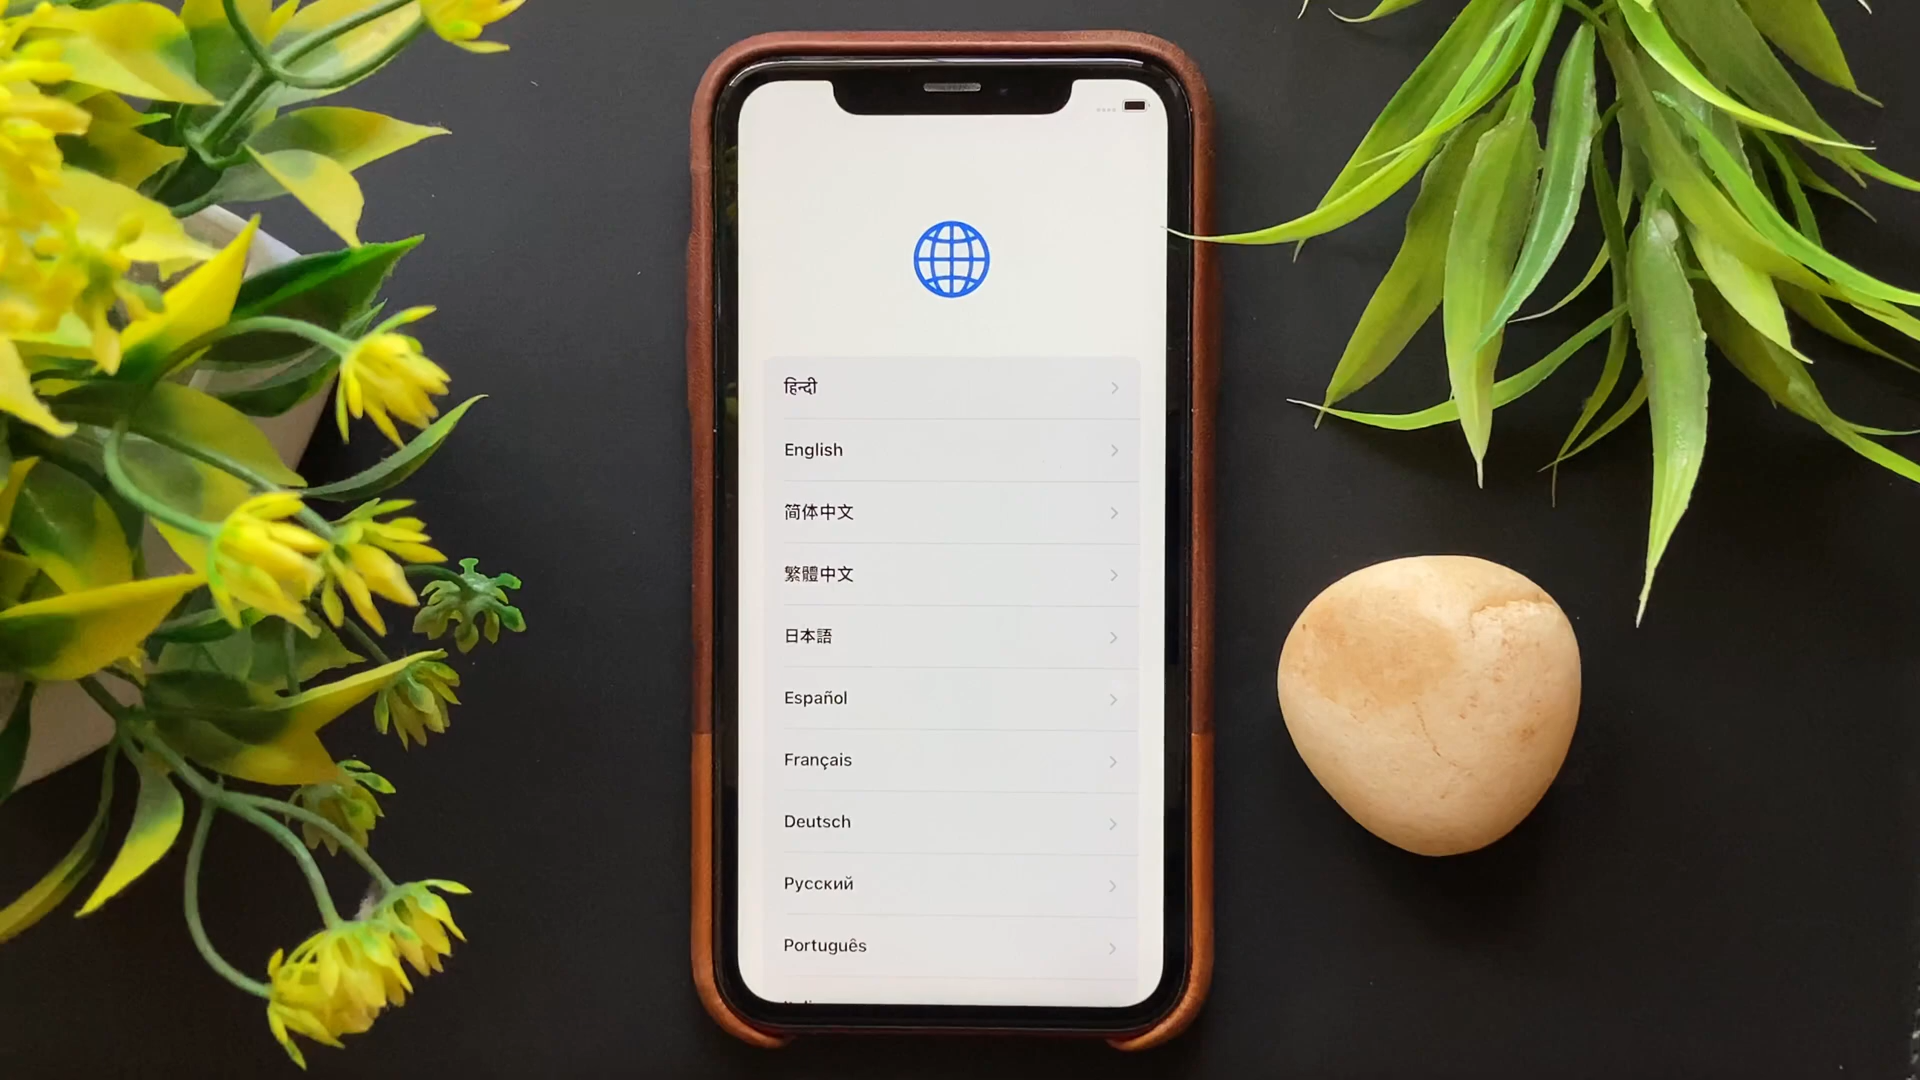 हिन्दी
English
简体中文
繁體中文
日本語
Español
Français
Deutsch
Русский
Português